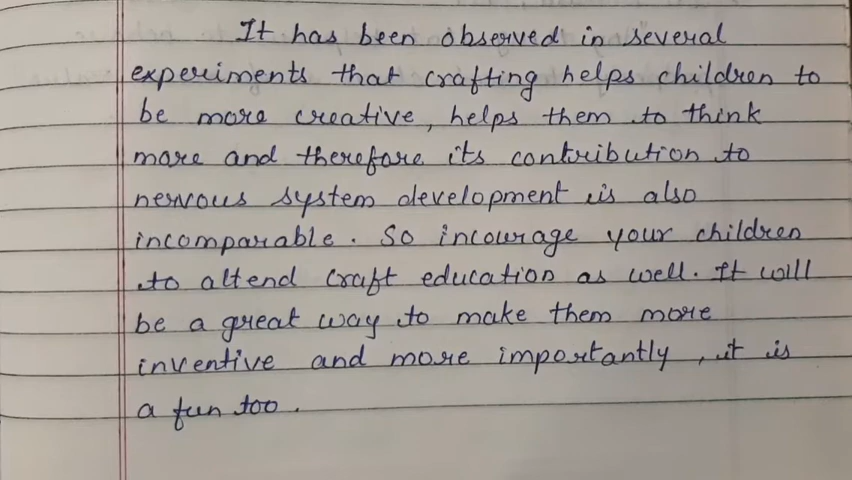 It has been observed in several
experiments that crafting helps children to
be more creative, helps them to think
more and therefore its contribution to
nervous system development is also
incomparable. So incourage your children
to attend craft education as well. It will
be a great way to make them more
inventive and more importantly, it is
a fun too.